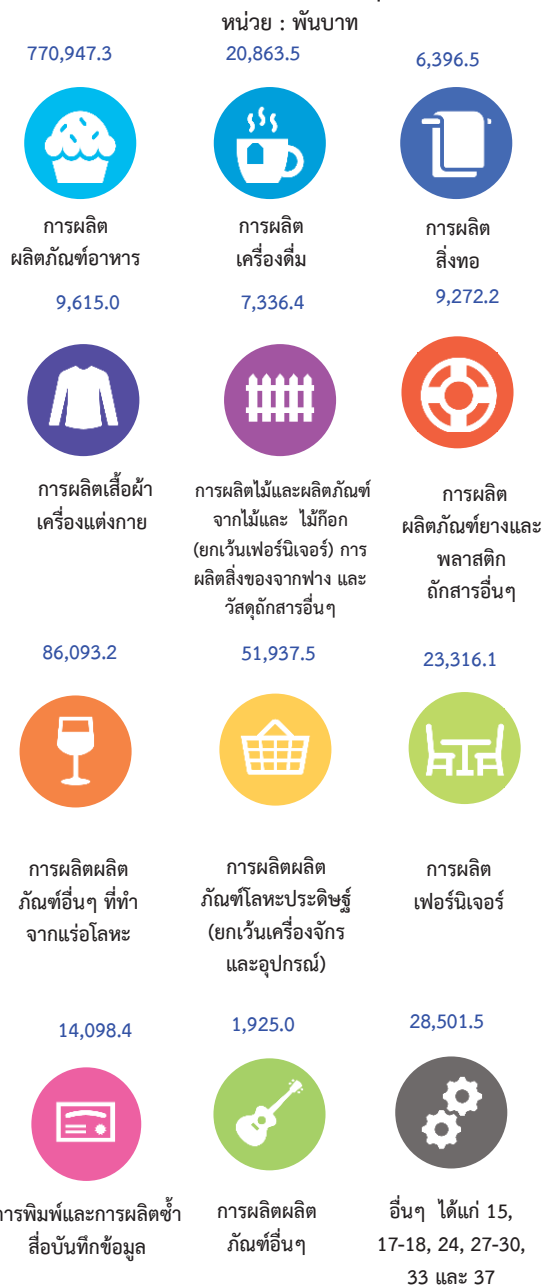 หน่วย : พันบาท
770,947.3 20,863.5 6,396.5
การผลิต
ผลิตภัณฑ์อาหาร
การผลิต
เครื่องดื่ม
การผลิต
สิ่งทอ
9,615.0 7,336.4 9,272.2
การผลิตเสื้อผ้า
เครื่องแต่งกาย
การผลิตไม้และผลิตภัณฑ์
จากไม้และ ไม้ก๊อก
(ยกเว้นเฟอร์นิเจอร์) การ
ผลิตสิ่งของจากฟาง และ
วัสดุถักสารอื่นๆ
การผลิต
ผลิตภัณฑ์ยางและ
พลาสติก
ถักสารอื่นๆ
86,093.2 51,937.5 23,316.1
การผลิตผลิต
ภัณฑ์อื่นๆ ที่ทำ
จากแร่อโลหะ
การผลิตผลิต
ภัณฑ์โลหะประดิษฐ์
(ยกเว้นเครื่องจักร
และอุปกรณ์)
การผลิต
เฟอร์นิเจอร์
14,098.4 1,925.0 28,501.5
การพิมพ์และการผลิตซ้ำ
สื่อบันทึกข้อมูล
การผลิตผลิต
ภัณฑ์อื่นๆ
อื่นๆ ได้แก่ 15,
17-18, 24, 27-30,
33 และ 37